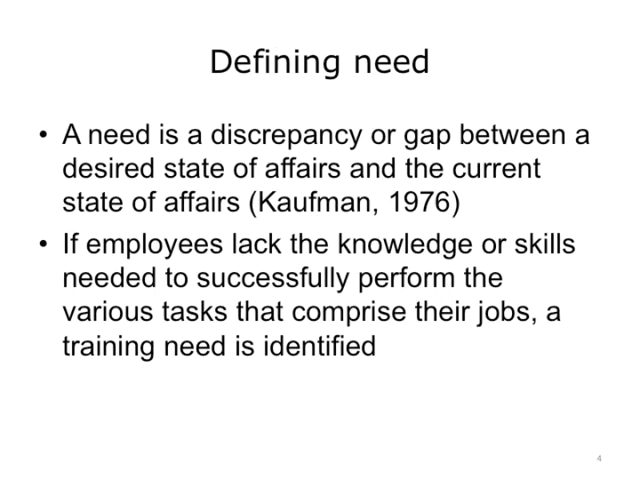 Defining need
• A need is a discrepancy or gap between a
desired state of affairs and the current
state of affairs (Kaufman, 1976)
• If employees lack the knowledge or skills
needed to successfully perform the
various tasks that comprise their jobs, a
training need is identified
4